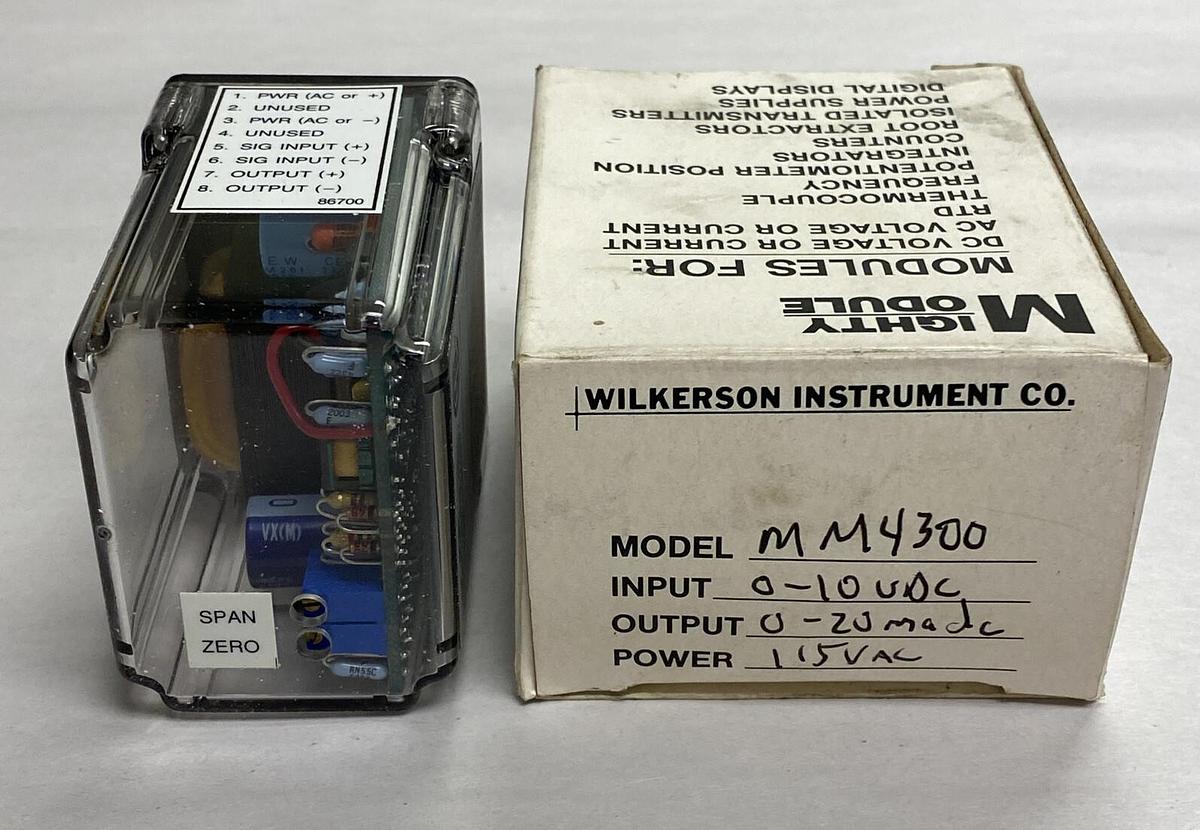 1. PWR (AC or +)
2. UNUSED
3. PWR (AC or −)
4. UNUSED
5. SIG INPUT (+)
6. SIG INPUT (−)
7. OUTPUT (+)
8. OUTPUT (−)
86700
2003
F
VX(M)
SPAN
ZERO
RN55C
MIGHTY
MODULE
MODULES FOR:
DC VOLTAGE OR CURRENT
AC VOLTAGE OR CURRENT
RTD
THERMOCOUPLE
FREQUENCY
POTENTIOMETER POSITION
INTEGRATORS
COUNTERS
ROOT EXTRACTORS
ISOLATED TRANSMITTERS
POWER SUPPLIES
DIGITAL DISPLAYS
WILKERSON INSTRUMENT CO.
MODEL MM4300
INPUT 0-10 VDC
OUTPUT 0-20 madc
POWER 115VAC